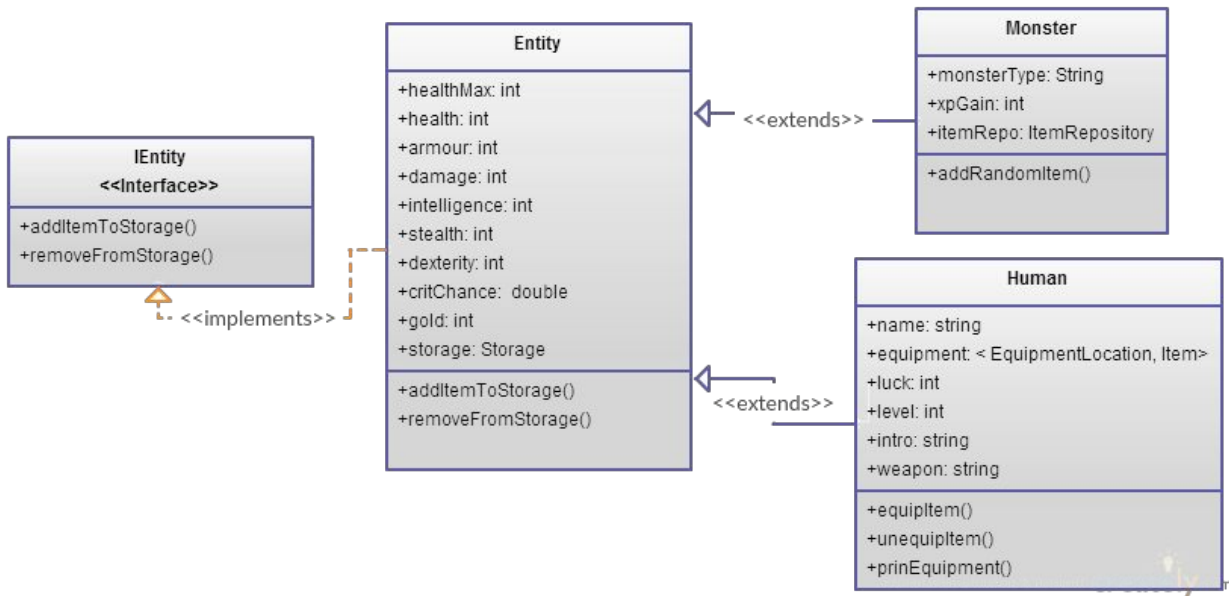 IEntity
<<Interface>>
+addItemToStorage()
+removeFromStorage()
<<implements>>
Entity
+healthMax: int
+health: int
+armour: int
+damage: int
+intelligence: int
+stealth: int
+dexterity: int
+critChance: double
+gold: int
+storage: Storage
+addItemToStorage()
+removeFromStorage()
<<extends>>
Monster
+monsterType: String
+xpGain: int
+itemRepo: ItemRepository
+addRandomItem()
<<extends>>
Human
+name: string
+equipment: < EquipmentLocation, Item>
+luck: int
+level: int
+intro: string
+weapon: string
+equipItem()
+unequipItem()
+prinEquipment()